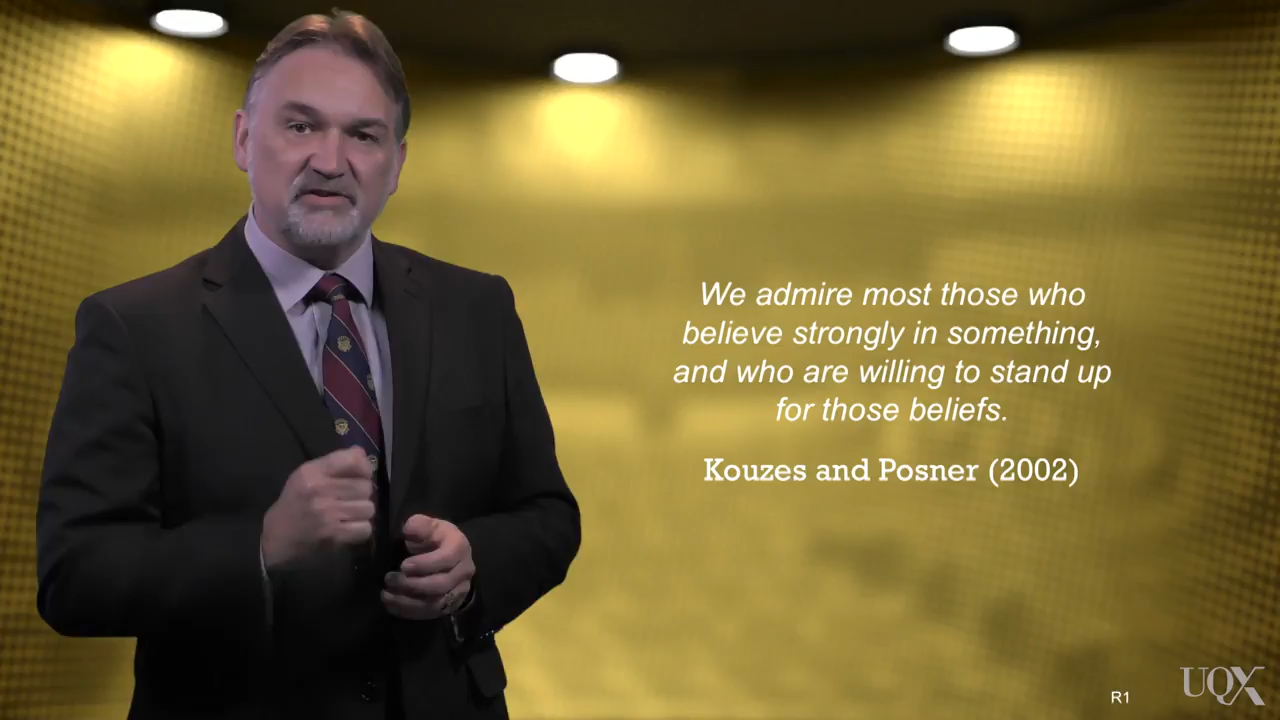 We admire most those who
believe strongly in something,
and who are willing to stand up
for those beliefs.
Kouzes and Posner (2002)
R1
UQX